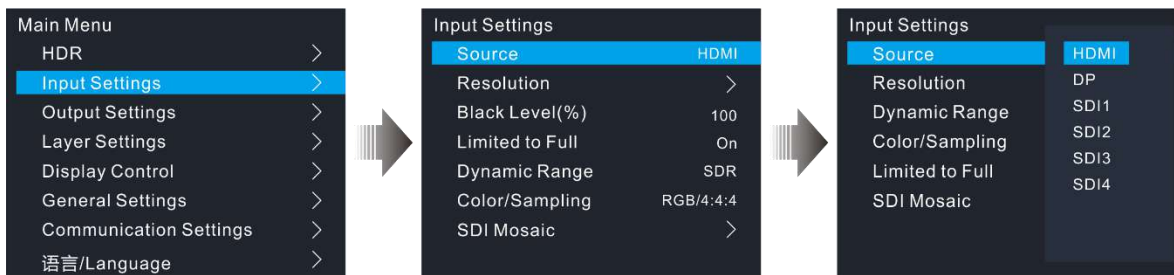 Main Menu
HDR
Input Settings
Output Settings
Layer Settings
Display Control
General Settings
Communication Settings
语言/Language
Input Settings
Source HDMI
Resolution
Black Level(%) 100
Limited to Full On
Dynamic Range SDR
Color/Sampling RGB/4:4:4
SDI Mosaic
Input Settings
Source HDMI
Resolution DP
Dynamic Range SDI1
Color/Sampling SDI2
Limited to Full SDI3
SDI Mosaic SDI4